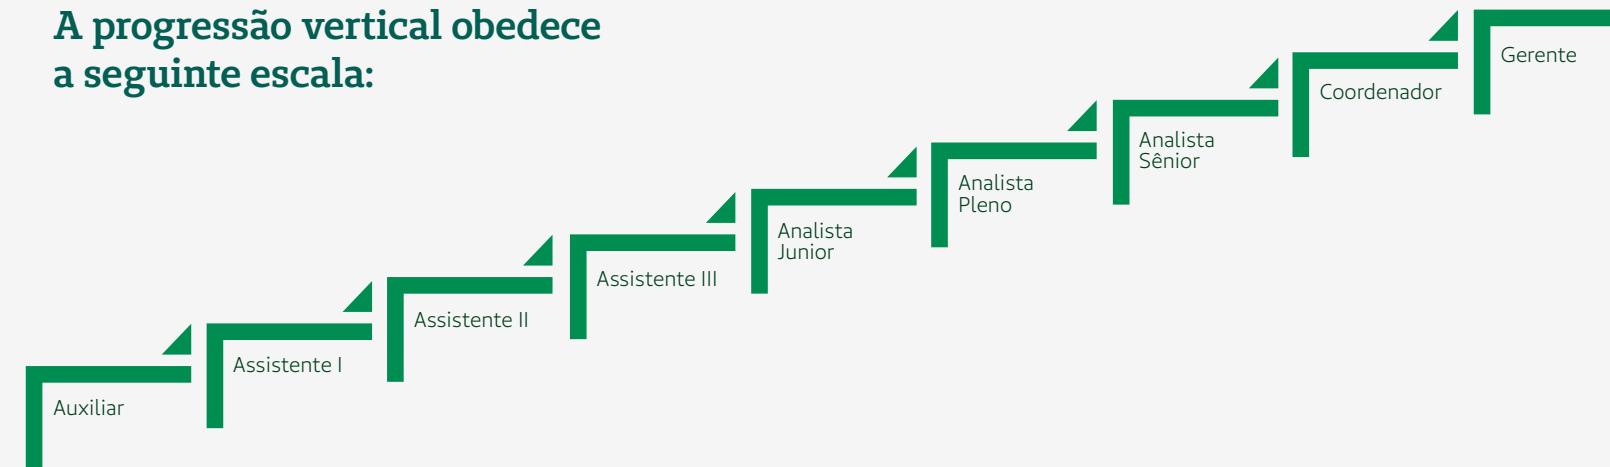 A progressão vertical obedece
a seguinte escala:
Auxiliar
Assistente I
Assistente II
Assistente III
Analista
Junior
Analista
Pleno
Analista
Sênior
Coordenador
Gerente